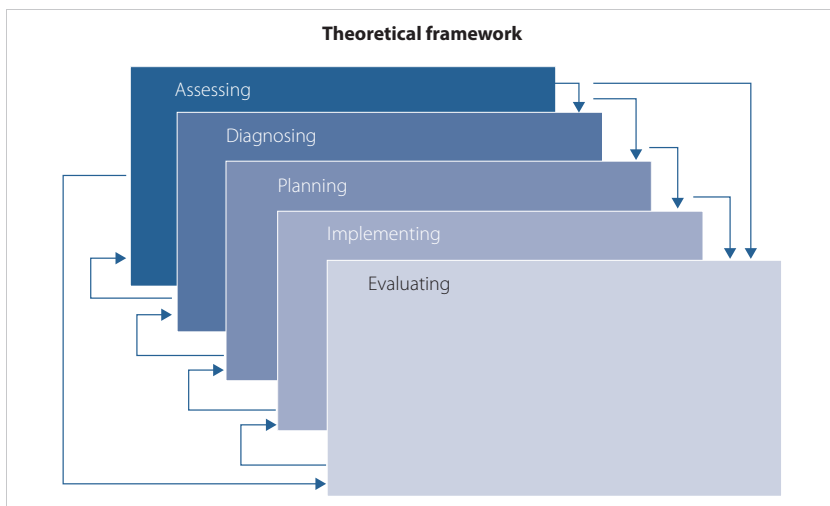 Theoretical framework
Assessing
Diagnosing
Planning
Implementing
Evaluating